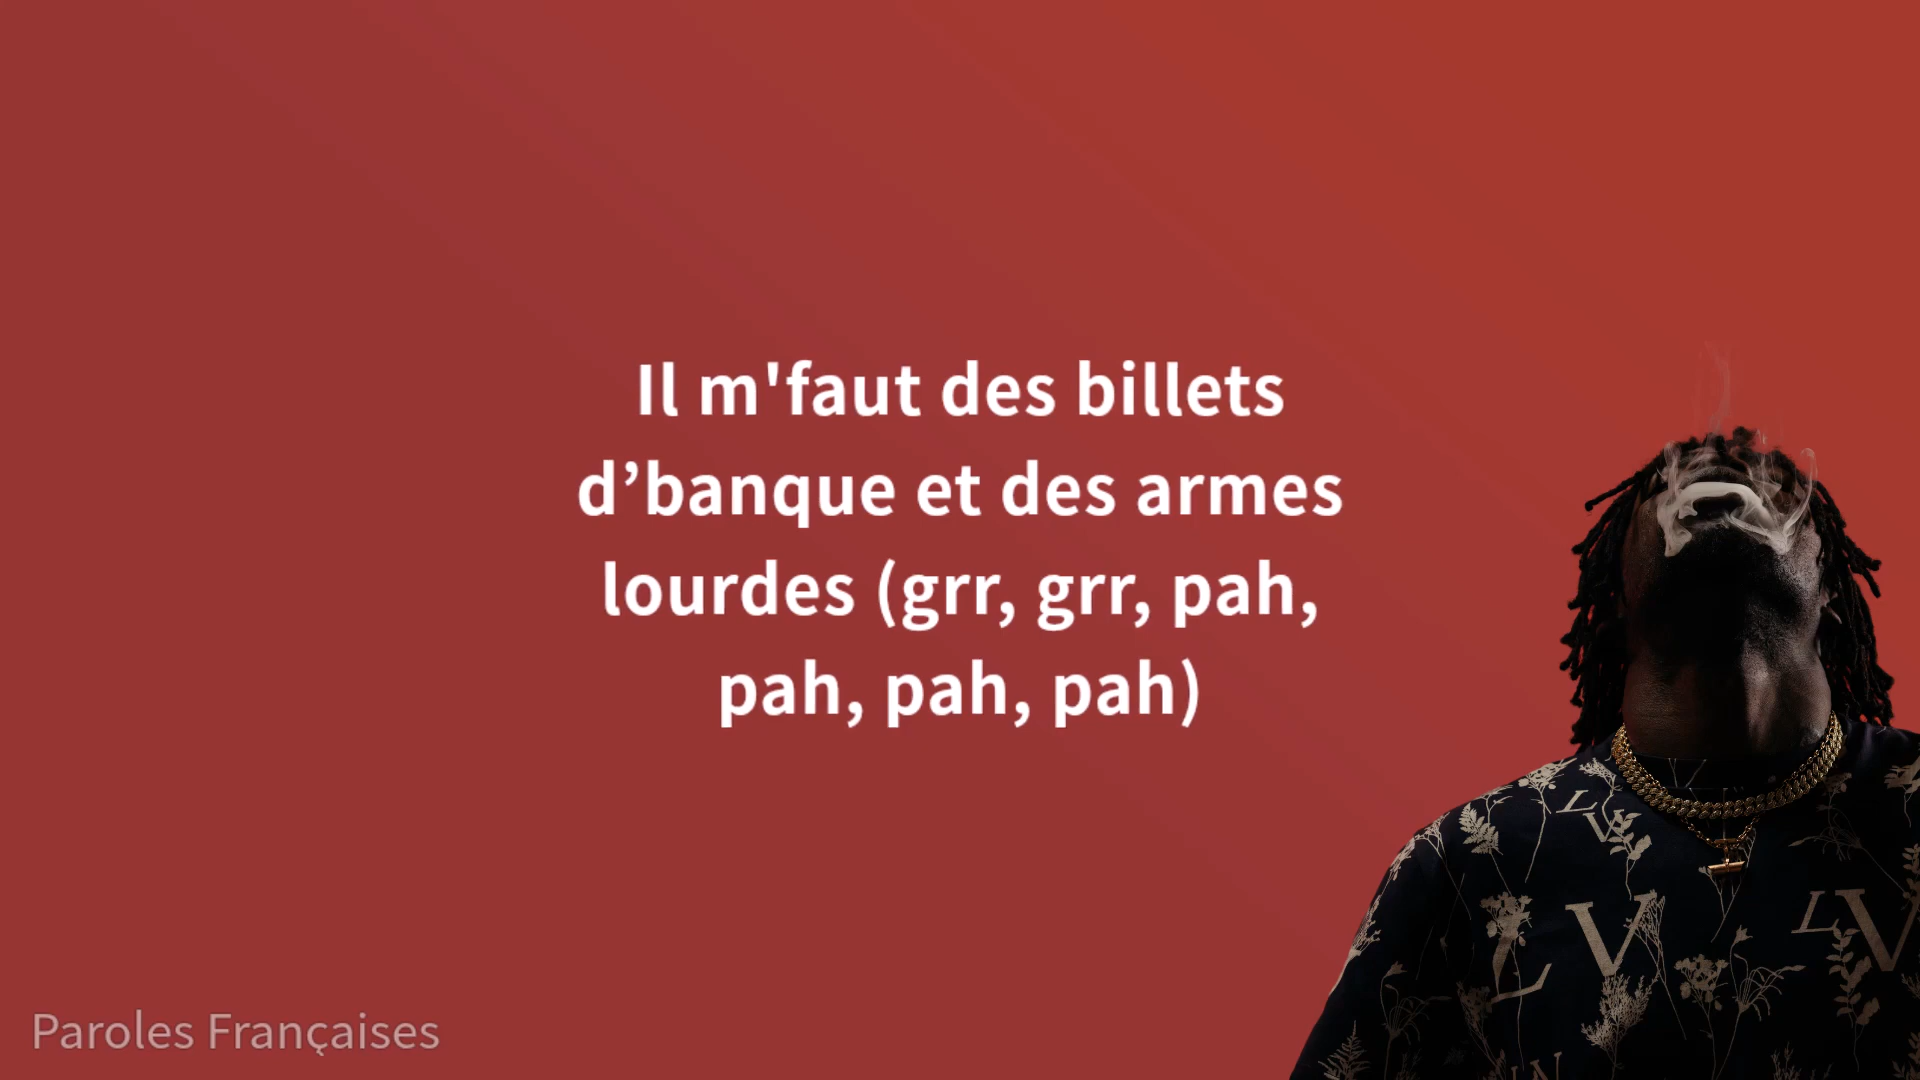 Il m'faut des billets
d’banque et des armes
lourdes (grr, grr, pah,
pah, pah, pah)
Paroles Françaises
L V
L V
L V